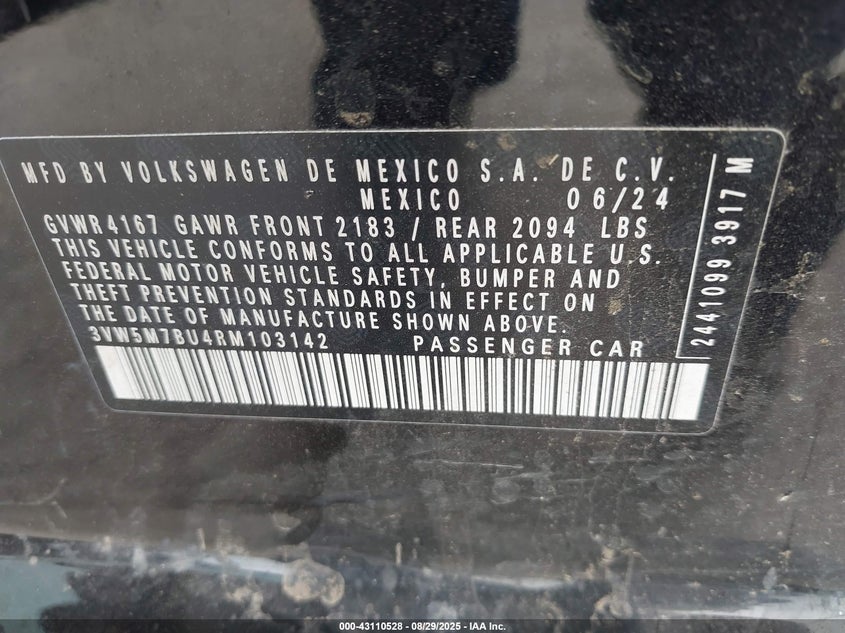 MFD BY VOLKSWAGEN DE MEXICO S.A. DE C.V.
MEXICO 06/24
GVWR4167 GAWR FRONT 2183 / REAR 2094 LBS
THIS VEHICLE CONFORMS TO ALL APPLICABLE U.S.
FEDERAL MOTOR VEHICLE SAFETY, BUMPER AND
THEFT PREVENTION STANDARDS IN EFFECT ON
THE DATE OF MANUFACTURE SHOWN ABOVE.
3VW5M7BU4RM103142 PASSENGER CAR
2441099 3917 M
000-43110528 - 08/29/2025 - IAA Inc.